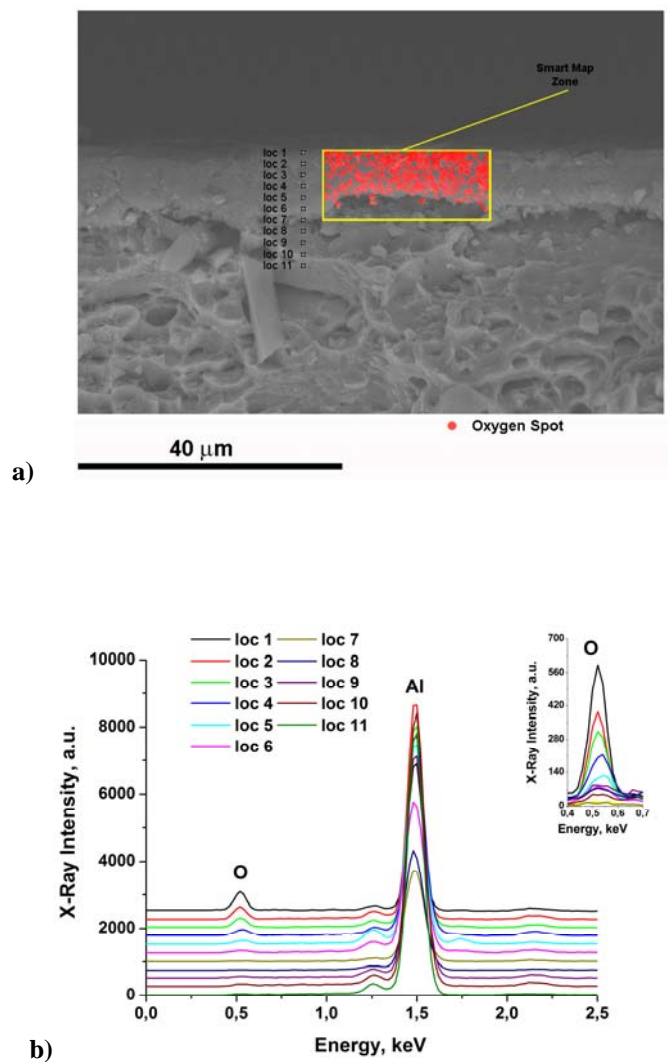 Smart Map
Zone
loc 1
loc 2
loc 3
loc 4
loc 5
loc 6
loc 7
loc 8
loc 9
loc 10
loc 11
Oxygen Spot
40 μm
a)
loc 1 loc 7
loc 2 loc 8
loc 3 loc 9
loc 4 loc 10
loc 5 loc 11
loc 6
Al
O
X-Ray Intensity, a.u.
10000
8000
6000
4000
2000
0
0,0 0,5 1,0 1,5 2,0 2,5
Energy, keV
O
X-Ray Intensity, a.u.
700
560
420
280
140
0
0,4 0,5 0,6 0,7
Energy, keV
b)